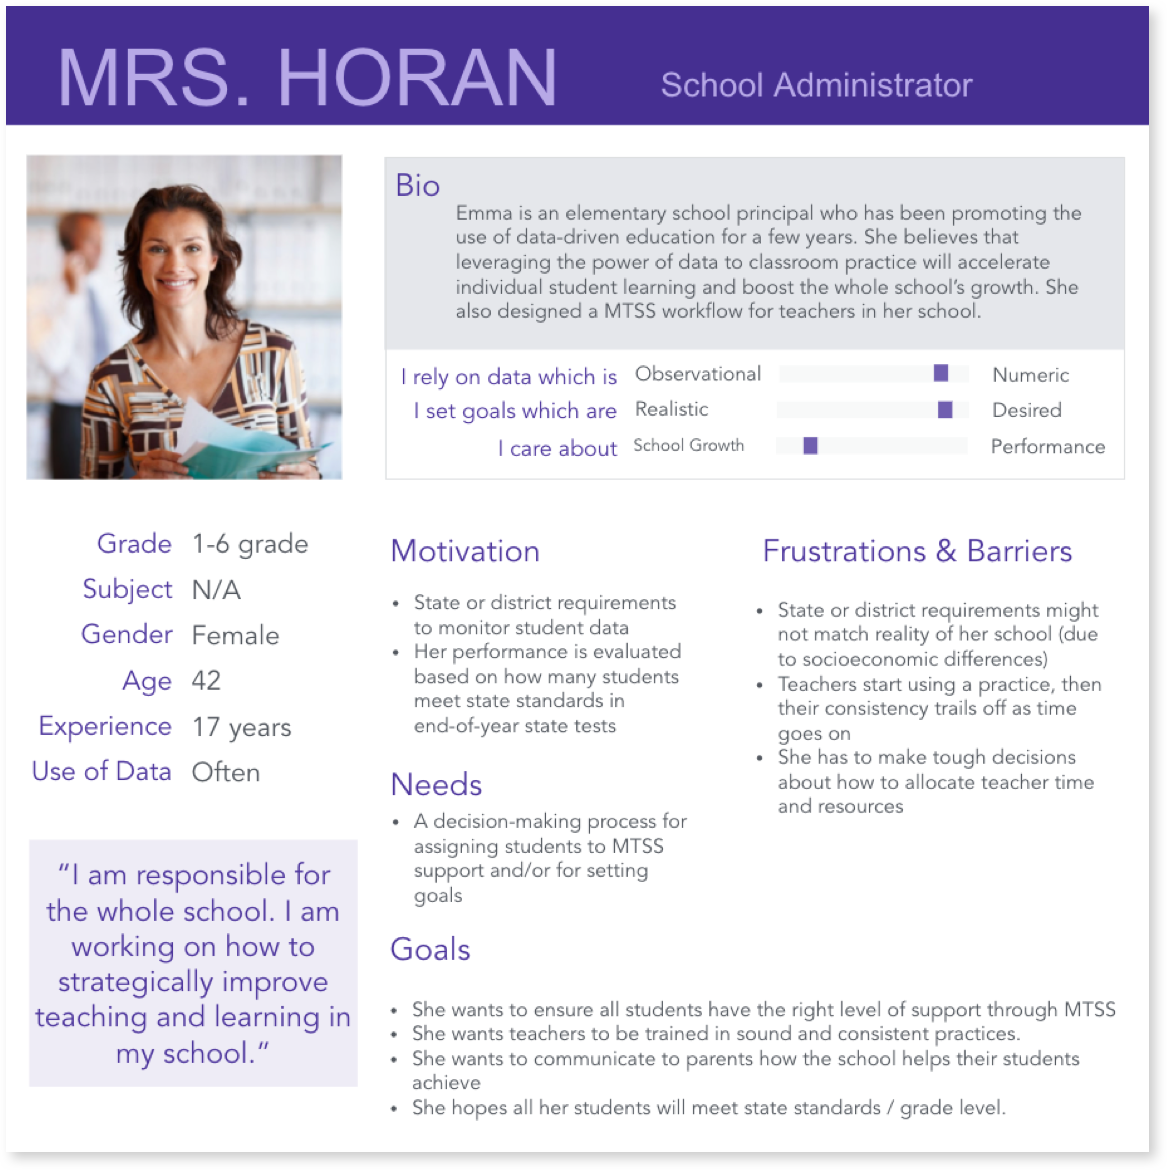 MRS. HORAN
School Administrator
Bio
Emma is an elementary school principal who has been promoting the
use of data-driven education for a few years. She believes that
leveraging the power of data to classroom practice will accelerate
individual student learning and boost the whole school's growth. She
also designed a MTSS workflow for teachers in her school.
I rely on data which is Observational Numeric
I set goals which are Realistic Desired
I care about School Growth Performance
Grade 1-6 grade
Subject N/A
Gender Female
Age 42
Experience 17 years
Use of Data Often
“I am responsible for
the whole school. I am
working on how to
strategically improve
teaching and learning in
my school.“
Motivation
• State or district requirements
to monitor student data
• Her performance is evaluated
based on how many students
meet state standards in
end-of-year state tests
Needs
• A decision-making process for
assigning students to MTSS
support and/or for setting
goals
Frustrations & Barriers
• State or district requirements might
not match reality of her school (due
to socioeconomic differences)
• Teachers start using a practice, then
their consistency trails off as time
goes on
• She has to make tough decisions
about how to allocate teacher time
and resources
Goals
• She wants to ensure all students have the right level of support through MTSS
• She wants teachers to be trained in sound and consistent practices.
• She wants to communicate to parents how the school helps their students
achieve
• She hopes all her students will meet state standards / grade level.